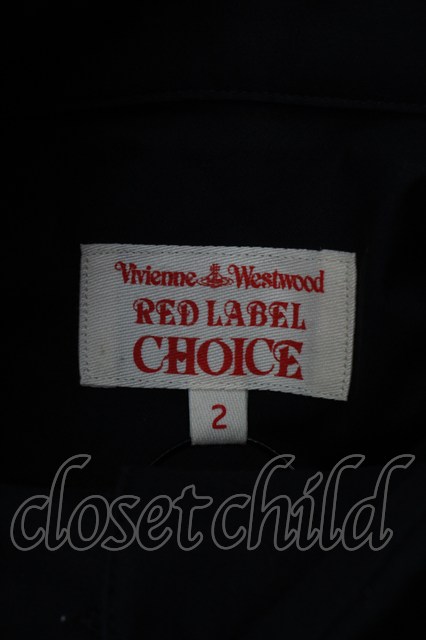 Vivienne Westwood
RED LABEL
CHOICE
2
closetchild